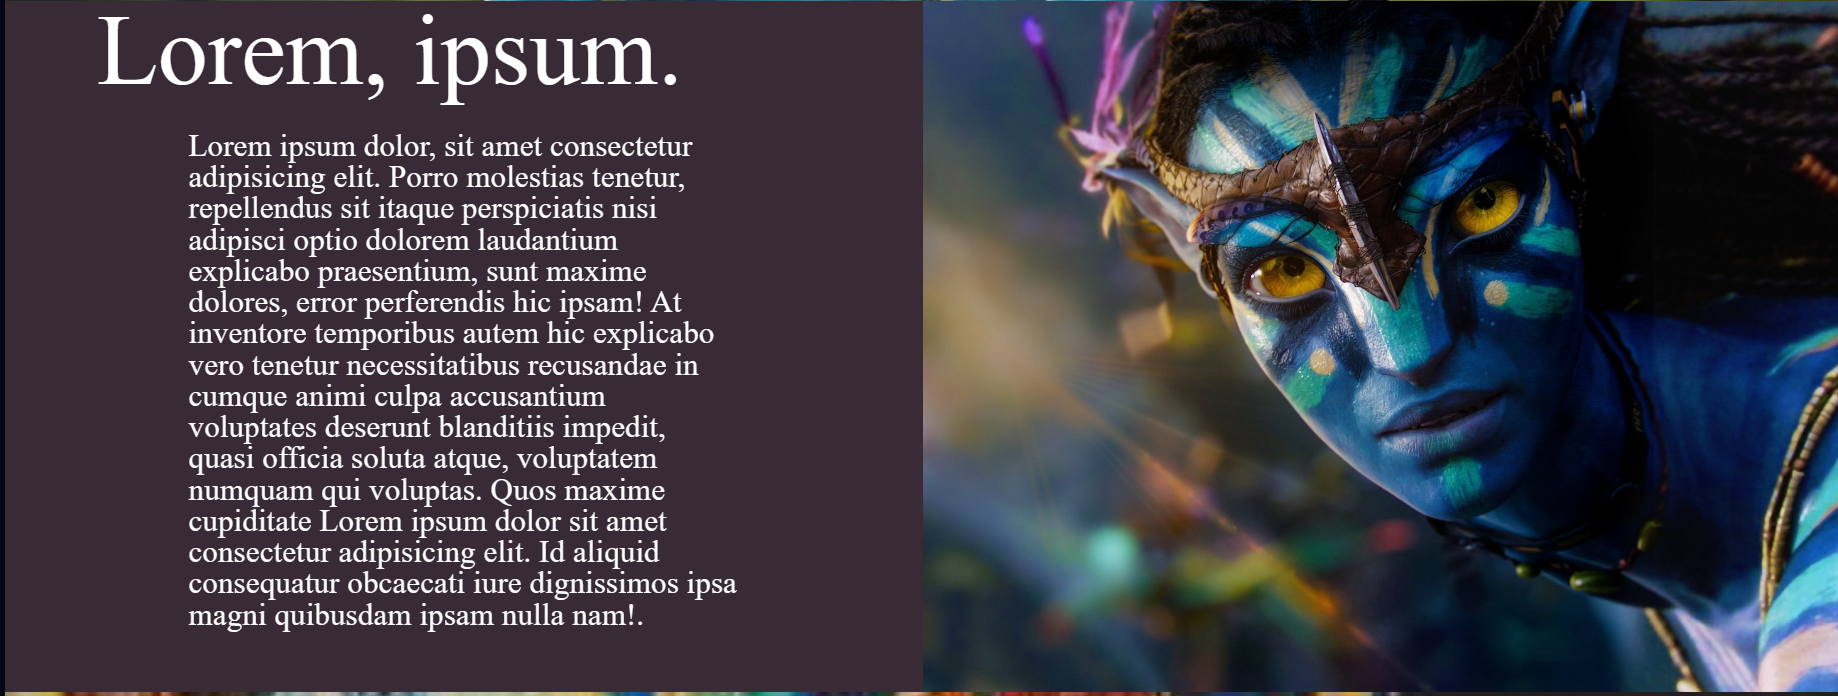 Lorem, ipsum.
Lorem ipsum dolor, sit amet consectetur
adipisicing elit. Porro molestias tenetur,
repellendus sit itaque perspiciatis nisi
adipisci optio dolorem laudantium
explicabo praesentium, sunt maxime
dolores, error perferendis hic ipsam! At
inventore temporibus autem hic explicabo
vero tenetur necessitatibus recusandae in
cumque animi culpa accusantium
voluptates deserunt blanditiis impedit,
quasi officia soluta atque, voluptatem
numquam qui voluptas. Quos maxime
cupiditate Lorem ipsum dolor sit amet
consectetur adipisicing elit. Id aliquid
consequatur obcaecati iure dignissimos ipsa
magni quibusdam ipsam nulla nam!.